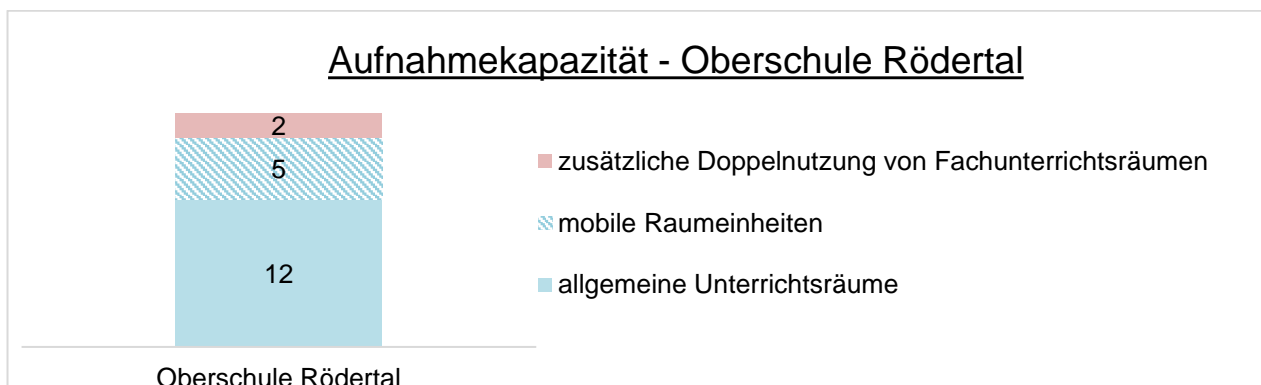 Aufnahmekapazität - Oberschule Rödertal
2
5
12
zusätzliche Doppelnutzung von Fachunterrichtsräumen
mobile Raumeinheiten
allgemeine Unterrichtsräume
Oberschule Rödertal